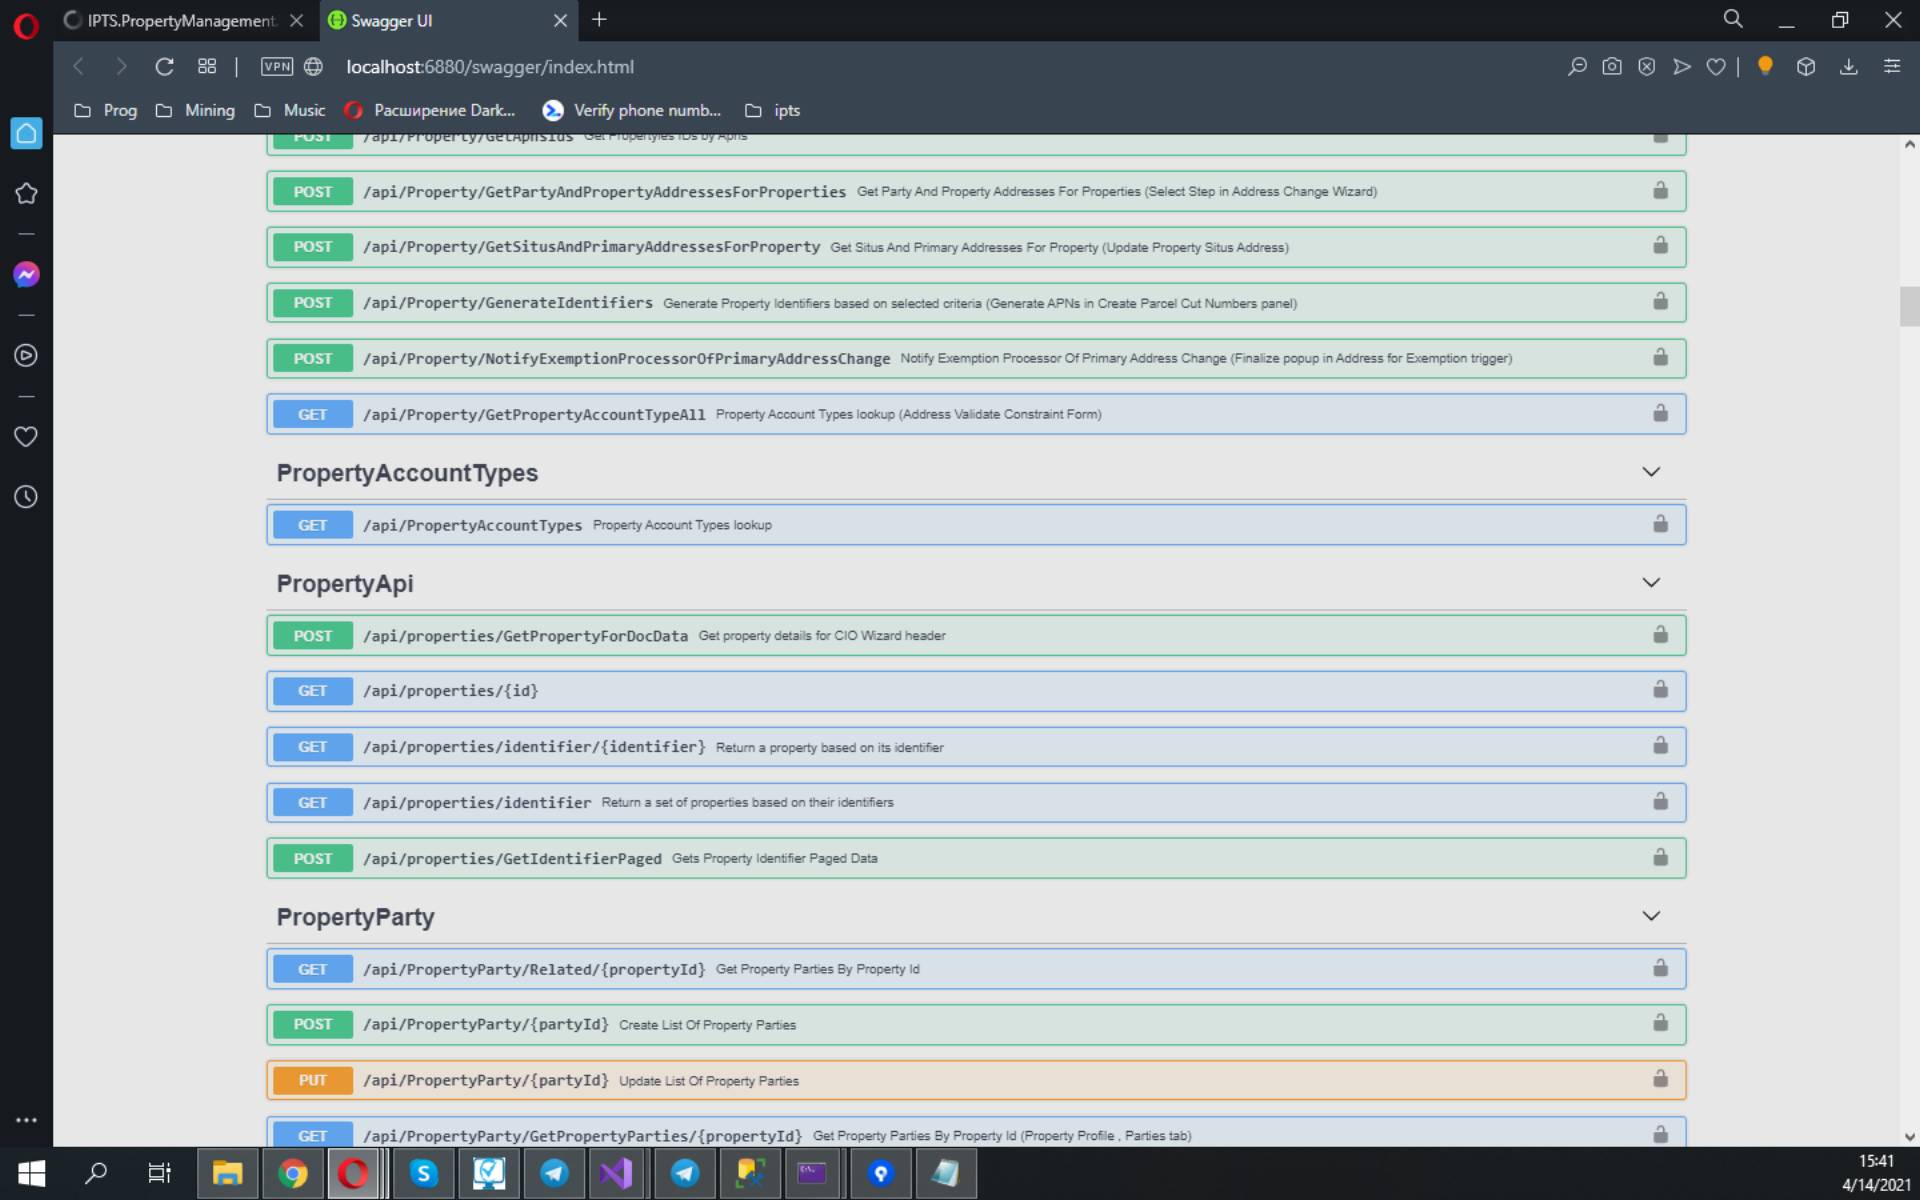 IPTS.PropertyManagement.
Swagger UI
VPN
localhost:6880/swagger/index.html
Prog
Mining
Music
Расширение Dark...
Verify phone numb...
ipts
POST /api/Property/GetApnsIds Get Propertyies IDs by Apns
POST /api/Property/GetPartyAndPropertyAddressesForProperties Get Party And Property Addresses For Properties (Select Step in Address Change Wizard)
POST /api/Property/GetSitusAndPrimaryAddressesForProperty Get Situs And Primary Addresses For Property (Update Property Situs Address)
POST /api/Property/GenerateIdentifiers Generate Property Identifiers based on selected criteria (Generate APNs in Create Parcel Cut Numbers panel)
POST /api/Property/NotifyExemptionProcessorOfPrimaryAddressChange Notify Exemption Processor Of Primary Address Change (Finalize popup in Address for Exemption trigger)
GET /api/Property/GetPropertyAccountTypeAll Property Account Types lookup (Address Validate Constraint Form)
PropertyAccountTypes
GET /api/PropertyAccountTypes Property Account Types lookup
PropertyApi
POST /api/properties/GetPropertyForDocData Get property details for CIO Wizard header
GET /api/properties/{id}
GET /api/properties/identifier/{identifier} Return a property based on its identifier
GET /api/properties/identifier Return a set of properties based on their identifiers
POST /api/properties/GetIdentifierPaged Gets Property Identifier Paged Data
PropertyParty
GET /api/PropertyParty/Related/{propertyId} Get Property Parties By Property Id
POST /api/PropertyParty/{partyId} Create List Of Property Parties
PUT /api/PropertyParty/{partyId} Update List Of Property Parties
GET /api/PropertyParty/GetPropertyParties/{propertyId} Get Property Parties By Property Id (Property Profile , Parties tab)
15:41
4/14/2021